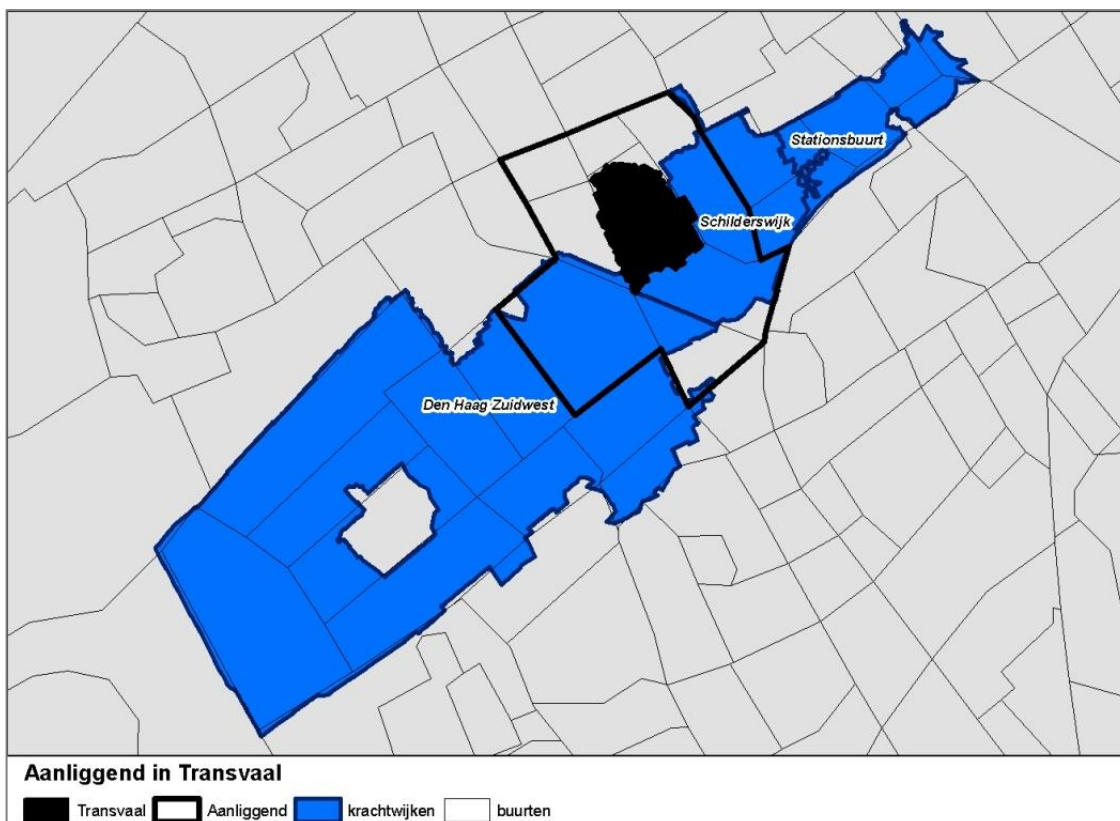 Stationsbuurt
Schilderswijk
Den Haag Zuidwest
Aanliggend in Transvaal
Transvaal Aanliggend krachtwijken buurten